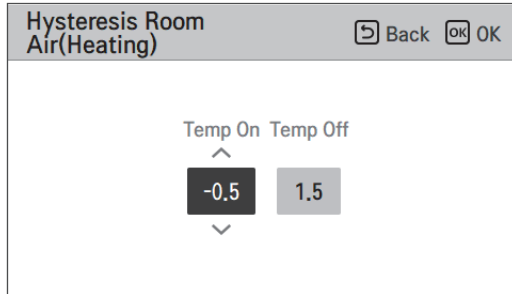 Hysteresis Room
Air(Heating)
Back OK OK
Temp On Temp Off
-0.5 1.5